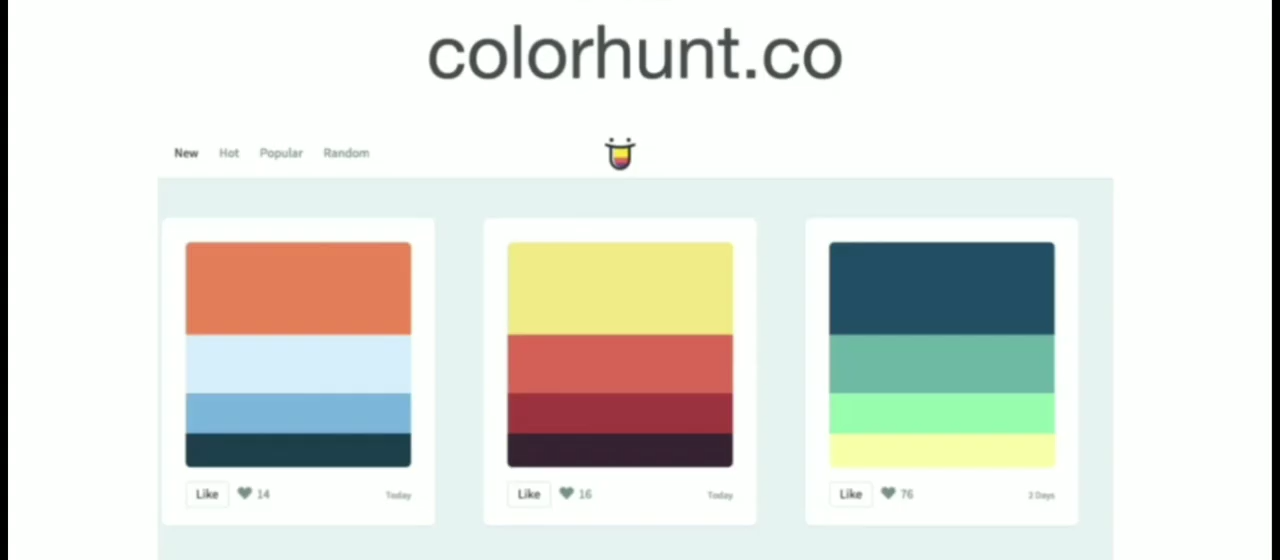 colorhunt.co
New Hot Popular Random
Like 14 Today
Like 16 Today
Like 76 2 Days